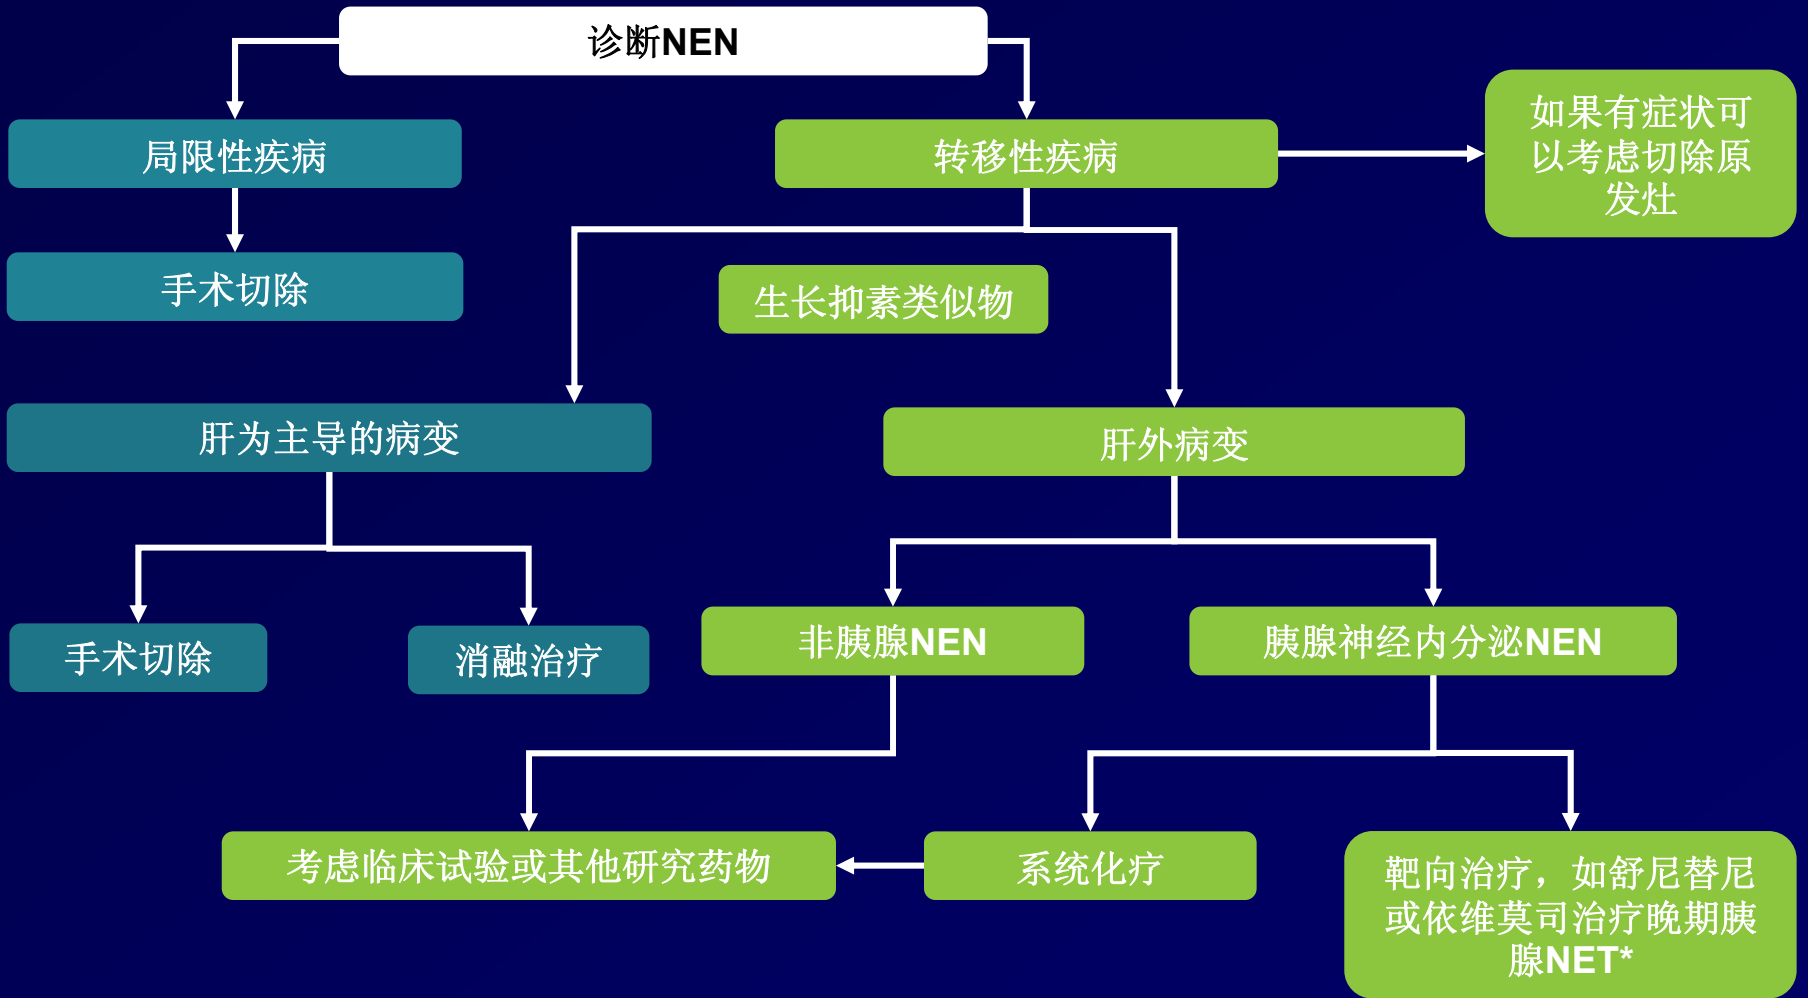 诊断NEN
局限性疾病
转移性疾病
如果有症状可
以考虑切除原
发灶
手术切除
生长抑素类似物
肝为主导的病变
肝外病变
手术切除
消融治疗
非胰腺NEN
胰腺神经内分泌NEN
考虑临床试验或其他研究药物
系统化疗
靶向治疗，如舒尼替尼
或依维莫司治疗晚期胰
腺NET*